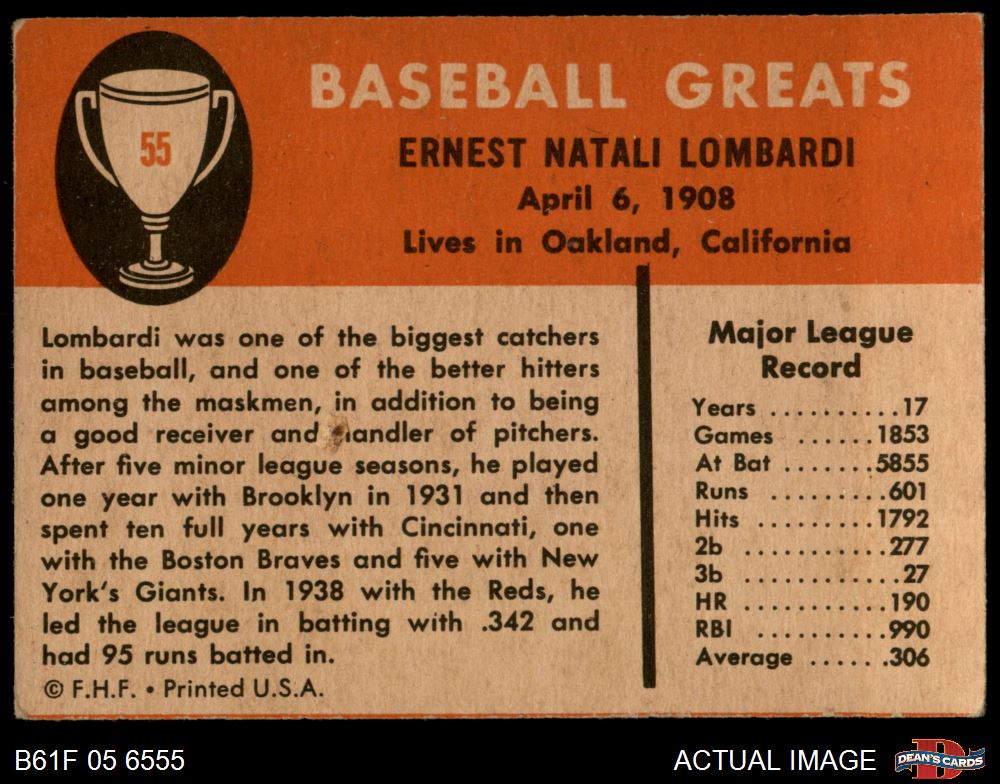 55
BASEBALL GREATS
ERNEST NATALI LOMBARDI
April 6, 1908
Lives in Oakland, California
Lombardi was one of the biggest catchers
in baseball, and one of the better hitters
among the maskmen, in addition to being
a good receiver and handler of pitchers.
After five minor league seasons, he played
one year with Brooklyn in 1931 and then
spent ten full years with Cincinnati, one
with the Boston Braves and five with New
York's Giants. In 1938 with the Reds, he
led the league in batting with .342 and
had 95 runs batted in.
© F.H.F. • Printed U.S.A.
Major League
Record
Years ..........17
Games ......1853
At Bat .......5855
Runs .........601
Hits .........1792
2b ...........277
3b ............27
HR ...........190
RBI ..........990
Average ......306
B61F 05 6555
ACTUAL IMAGE
D
DEAN'S CARDS